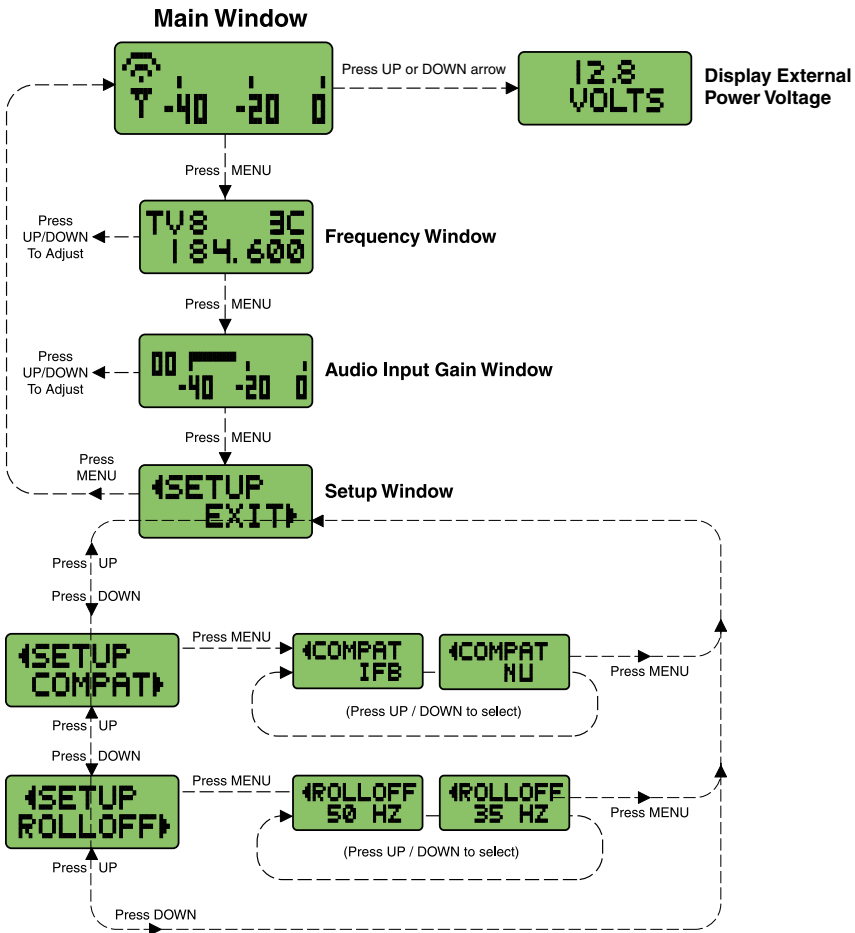 Main Window
-40 -20 0
Press UP or DOWN arrow
12.8
VOLTS
Display External
Power Voltage
Press MENU
TV8 3C
184.600
Frequency Window
Press
UP/DOWN
To Adjust
Press MENU
00
-40 -20 0
Audio Input Gain Window
Press
UP/DOWN
To Adjust
Press MENU
Press
MENU
SETUP
EXIT
Setup Window
Press UP
Press DOWN
SETUP
COMPAT
Press MENU
COMPAT
IFB
COMPAT
NU
Press MENU
(Press UP / DOWN to select)
Press UP
Press DOWN
SETUP
ROLLOFF
Press MENU
ROLLOFF
50 HZ
ROLLOFF
35 HZ
Press MENU
(Press UP / DOWN to select)
Press UP
Press DOWN